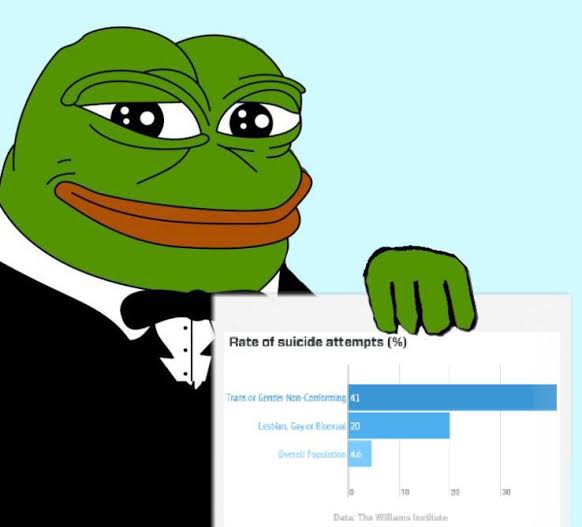 Rate of suicide attempts (%)
Trans or Gender Non-Conforming 41
Lesbian, Gay or Bisexual 20
Overall Population 4.6
0 10 20 30
Data: The Williams Institute